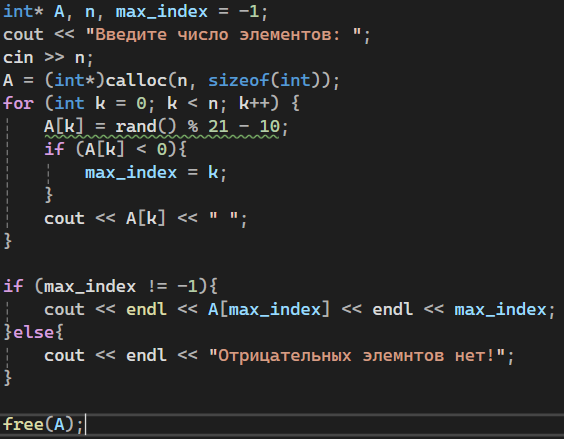 int* A, n, max_index = -1;
cout << "Введите число элементов: ";
cin >> n;
A = (int*)calloc(n, sizeof(int));
for (int k = 0; k < n; k++) {
A[k] = rand() % 21 - 10;
if (A[k] < 0){
max_index = k;
}
cout << A[k] << " ";
}
if (max_index != -1){
cout << endl << A[max_index] << endl << max_index;
}else{
cout << endl << "Отрицательных элемнтов нет!";
}
free(A);